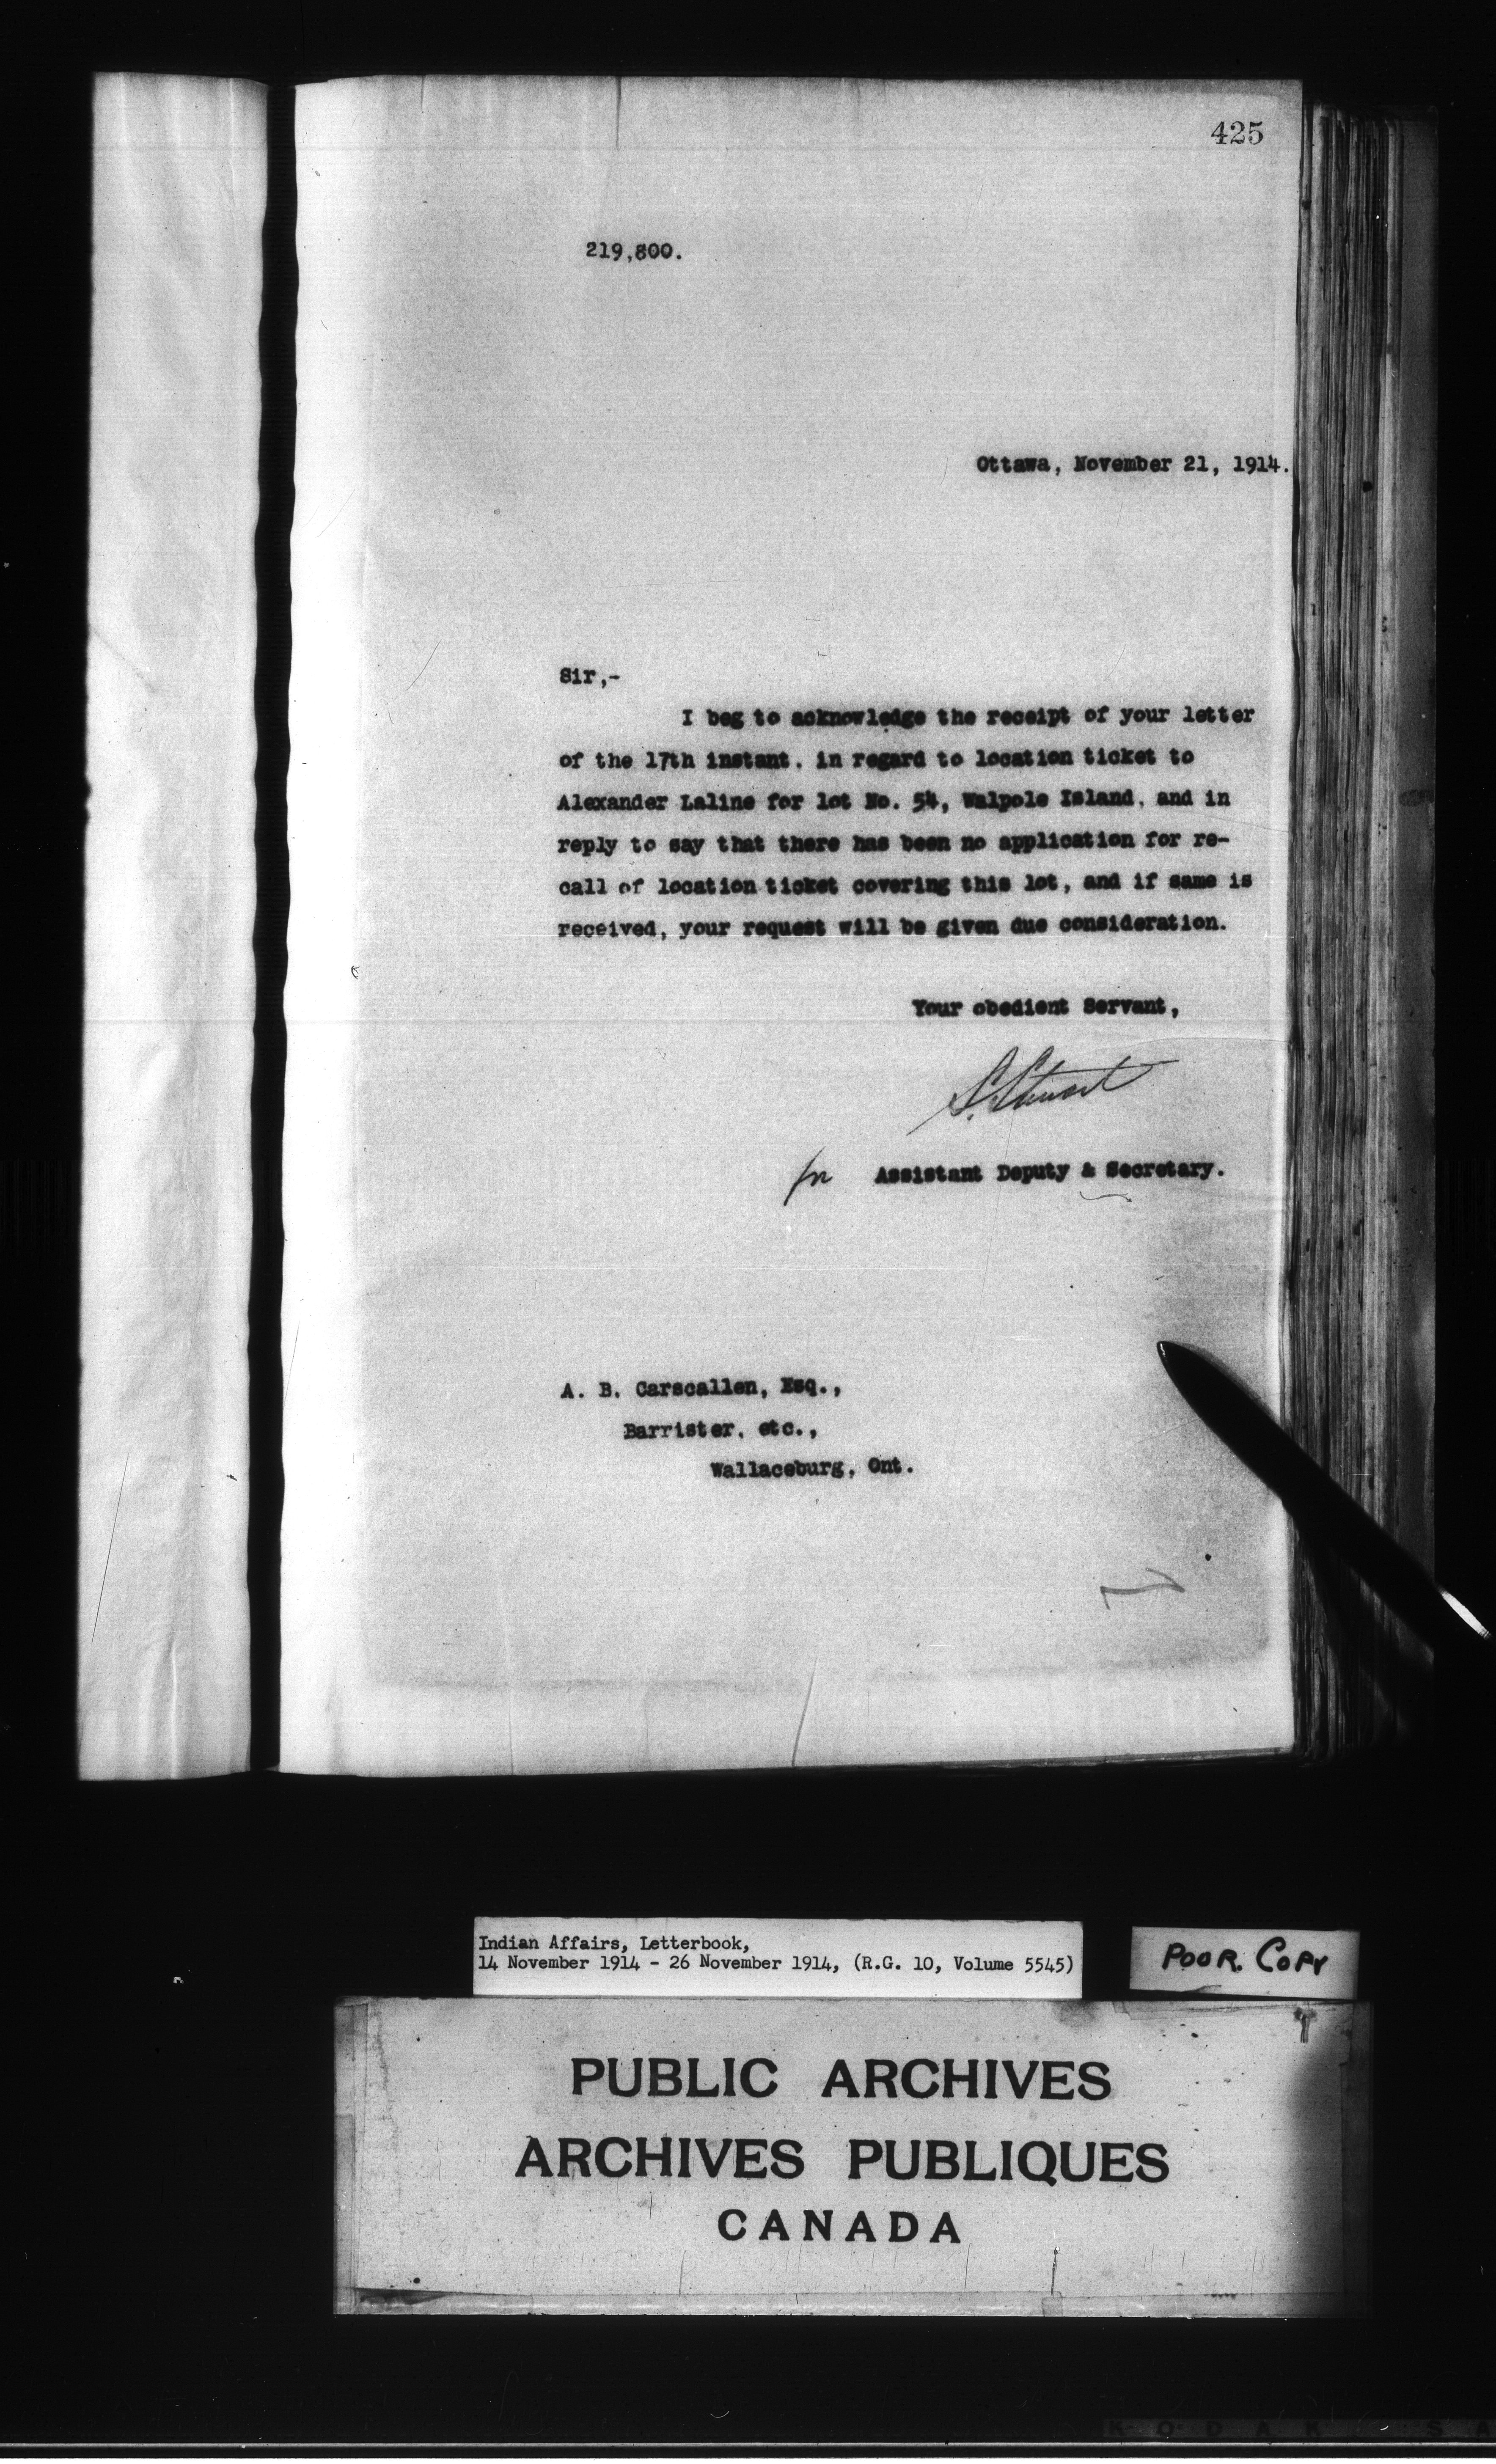 425
219,800.
Ottawa, November 21, 1914.
Sir,-
I beg to acknowledge the receipt of your letter
of the 17th instant, in regard to location ticket to
Alexander Laline for lot No. 54, Walpole Island, and in
reply to say that there has been no application for re-
call of location ticket covering this lot, and if same is
received, your request will be given due consideration.
Your obedient Servant,
S. Stewart
for Assistant Deputy & Secretary.
A. B. Carscallen, Esq.,
Barrister, etc.,
Wallaceburg, Ont.
Indian Affairs, Letterbook,
14 November 1914 - 26 November 1914, (R.G. 10, Volume 5545)
POOR COPY
PUBLIC ARCHIVES
ARCHIVES PUBLIQUES
CANADA
KODAK SA